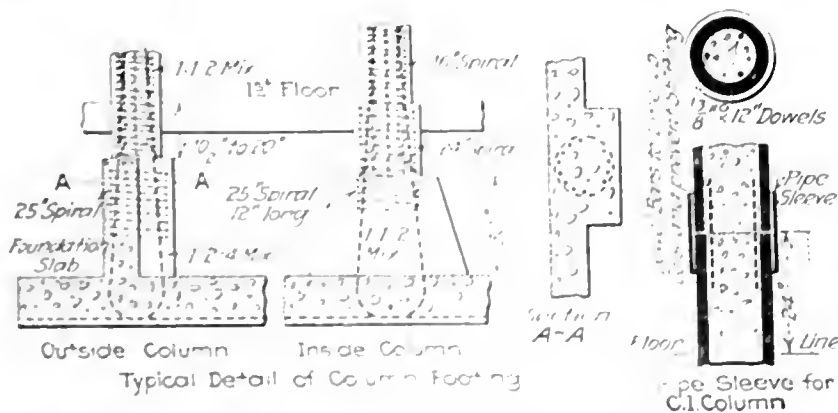 1-1-2 Mix
1st Floor
16" Spiral
A
A
25" Spiral
25" Spiral
12" long
Foundation
Slab
1-2-4 Mix
1-1-2
Mix
Outside Column
Inside Column
Typical Detail of Column Footing
Section
A-A
12" Dowels
Pipe
Sleeve
Floor
Line
Pipe Sleeve for
C.I. Column